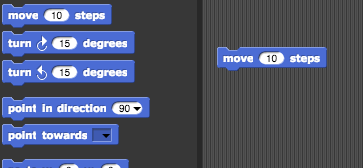 move 10 steps
turn 15 degrees
turn 15 degrees
point in direction 90
point towards
move 10 steps